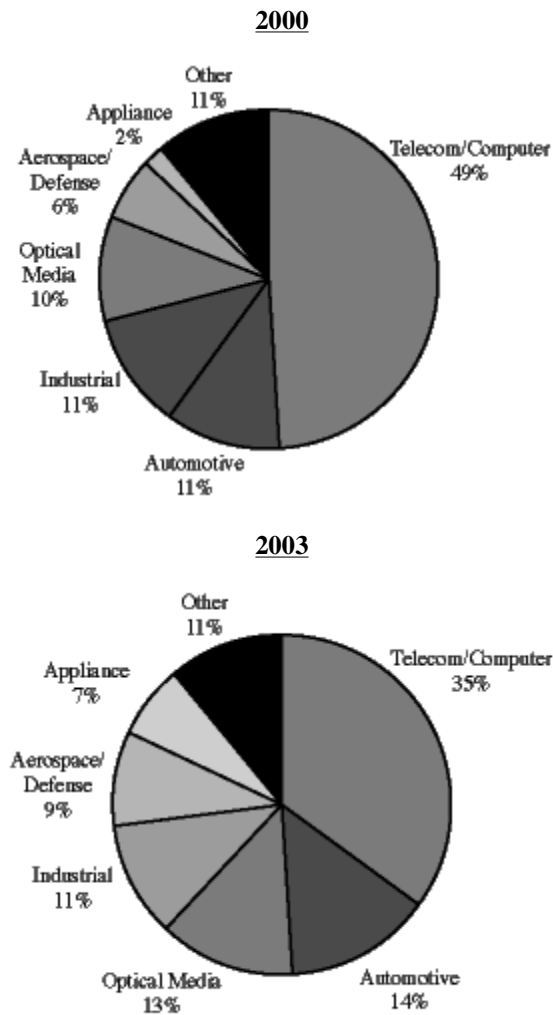 2000
Other
11%
Appliance
2%
Telecom/Computer
49%
Aerospace/
Defense
6%
Optical
Media
10%
Industrial
11%
Automotive
11%
2003
Other
11%
Telecom/Computer
35%
Appliance
7%
Aerospace/
Defense
9%
Industrial
11%
Optical Media
13%
Automotive
14%